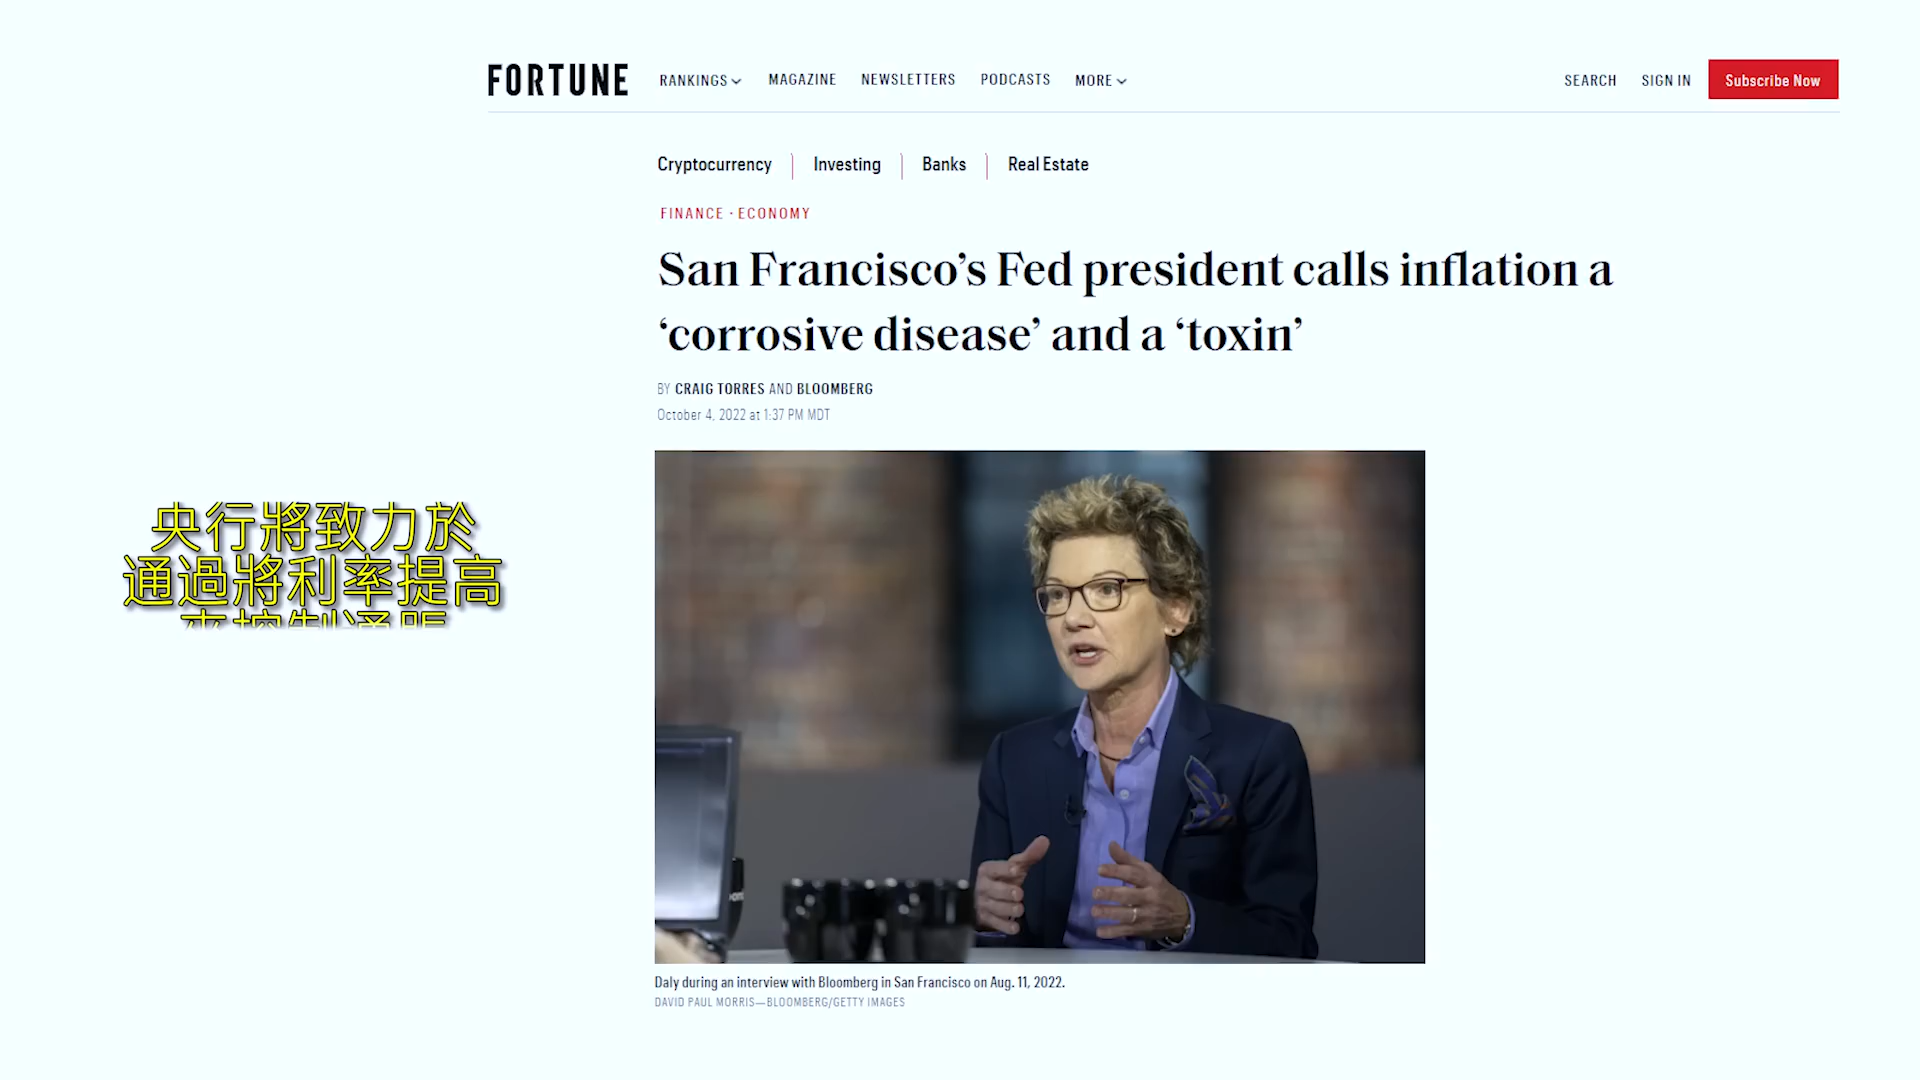 FORTUNE RANKINGS MAGAZINE NEWSLETTERS PODCASTS MORE SEARCH SIGN IN Subscribe Now
Cryptocurrency Investing Banks Real Estate
FINANCE · ECONOMY
San Francisco’s Fed president calls inflation a
‘corrosive disease’ and a ‘toxin’
BY CRAIG TORRES AND BLOOMBERG
October 4, 2022 at 1:37 PM MDT
央行將致力於
通過將利率提高
Daly during an interview with Bloomberg in San Francisco on Aug. 11, 2022.
DAVID PAUL MORRIS—BLOOMBERG/GETTY IMAGES